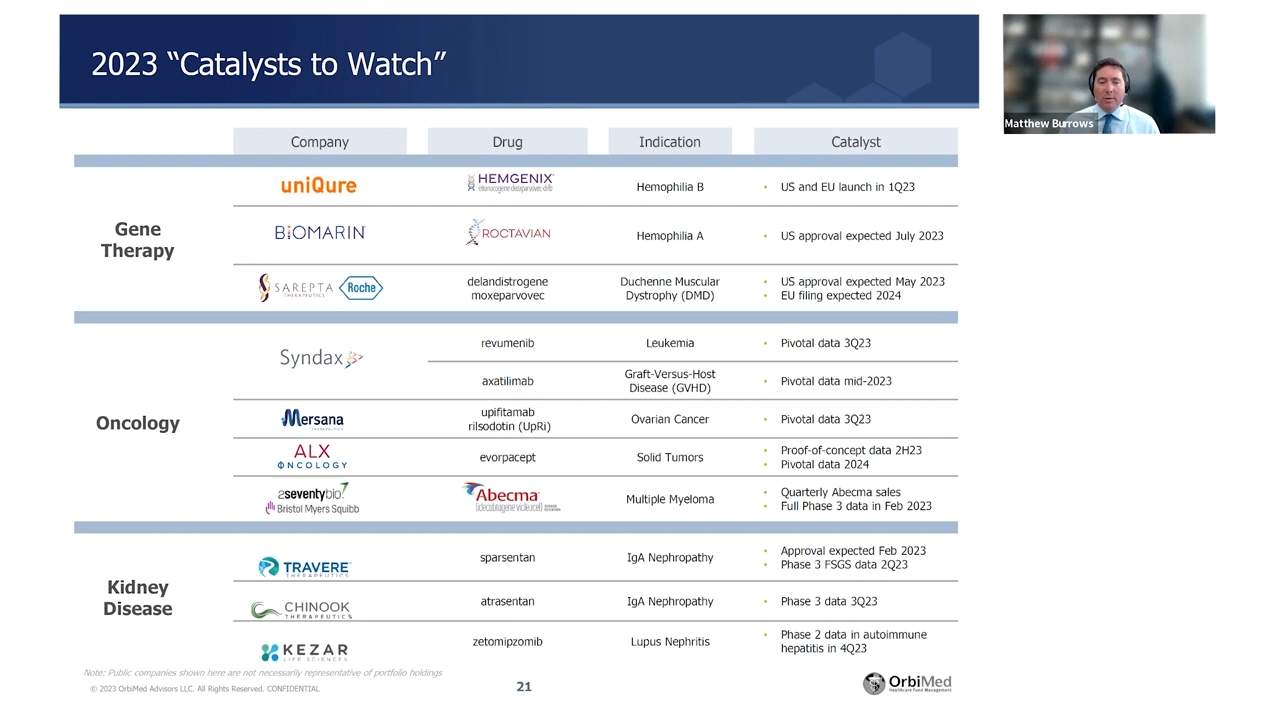 2023 “Catalysts to Watch”
Matthew Burrows
Company
Drug
Indication
Catalyst
Gene
Therapy
uniQure
HEMGENIX
etranacogene dezaparvovec-drlb
Hemophilia B
• US and EU launch in 1Q23
BIOMARIN
ROCTAVIAN
Hemophilia A
• US approval expected July 2023
SAREPTA
THERAPEUTICS
Roche
delandistrogene
moxeparvovec
Duchenne Muscular
Dystrophy (DMD)
• US approval expected May 2023
• EU filing expected 2024
Oncology
Syndax
revumenib
Leukemia
• Pivotal data 3Q23
axatilimab
Graft-Versus-Host
Disease (GVHD)
• Pivotal data mid-2023
Mersana
THERAPEUTICS
upifitamab
rilsodotin (UpRi)
Ovarian Cancer
• Pivotal data 3Q23
ALX
ONCOLOGY
evorpacept
Solid Tumors
• Proof-of-concept data 2H23
• Pivotal data 2024
2seventybio
Bristol Myers Squibb
Abecma
(idecabtagene vicleucel)
Multiple Myeloma
• Quarterly Abecma sales
• Full Phase 3 data in Feb 2023
Kidney
Disease
TRAVERE
THERAPEUTICS
sparsentan
IgA Nephropathy
• Approval expected Feb 2023
• Phase 3 FSGS data 2Q23
CHINOOK
THERAPEUTICS
atrasentan
IgA Nephropathy
• Phase 3 data 3Q23
KEZAR
LIFE SCIENCES
zetomipzomib
Lupus Nephritis
• Phase 2 data in autoimmune
hepatitis in 4Q23
Note: Public companies shown here are not necessarily representative of portfolio holdings
© 2023 OrbiMed Advisors LLC. All Rights Reserved. CONFIDENTIAL
21
OrbiMed
Healthcare Fund Management